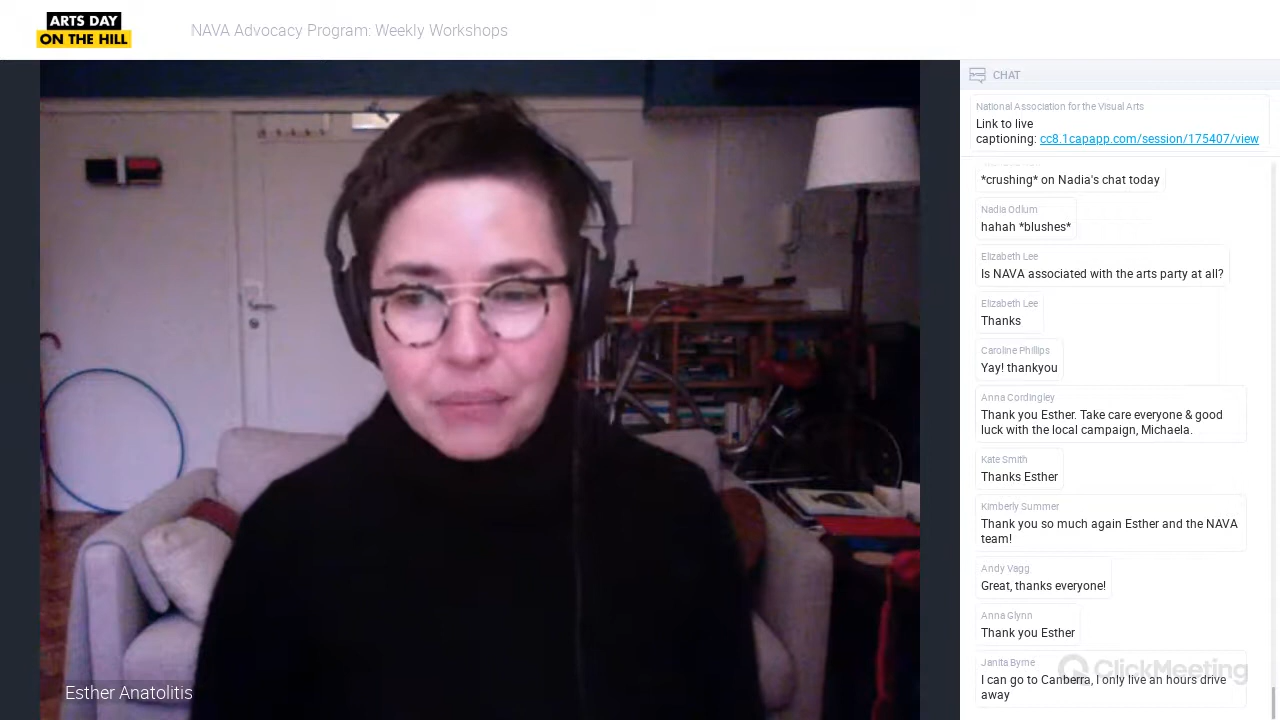 ARTS DAY
ON THE HILL
NAVA Advocacy Program: Weekly Workshops
CHAT
National Association for the Visual Arts
Link to live
captioning: cc8.1capapp.com/session/175407/view
*crushing* on Nadia's chat today
Nadia Odlum
hahah *blushes*
Elizabeth Lee
Is NAVA associated with the arts party at all?
Elizabeth Lee
Thanks
Caroline Phillips
Yay! thankyou
Anna Cordingley
Thank you Esther. Take care everyone & good
luck with the local campaign, Michaela.
Kate Smith
Thanks Esther
Kimberly Summer
Thank you so much again Esther and the NAVA
team!
Andy Vagg
Great, thanks everyone!
Anna Glynn
Thank you Esther
Janita Byrne
I can go to Canberra, I only live an hours drive
away
ClickMeeting
Esther Anatolitis